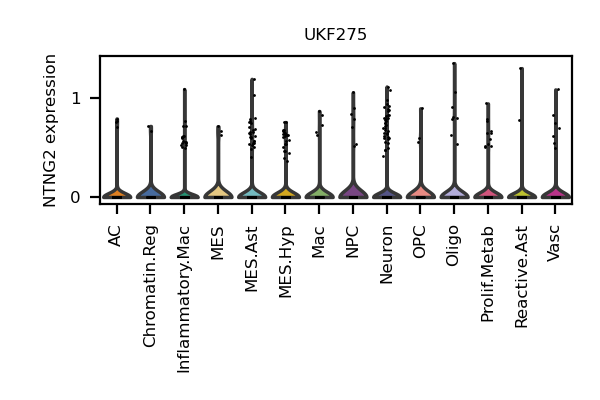 UKF275
NTNG2 expression
1
0
AC
Chromatin.Reg
Inflammatory.Mac
MES
MES.Ast
MES.Hyp
Mac
NPC
Neuron
OPC
Oligo
Prolif.Metab
Reactive.Ast
Vasc